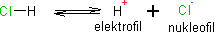 Cl—H ⇌ H⁺ + Cl⁻
elektrofil nukleofil